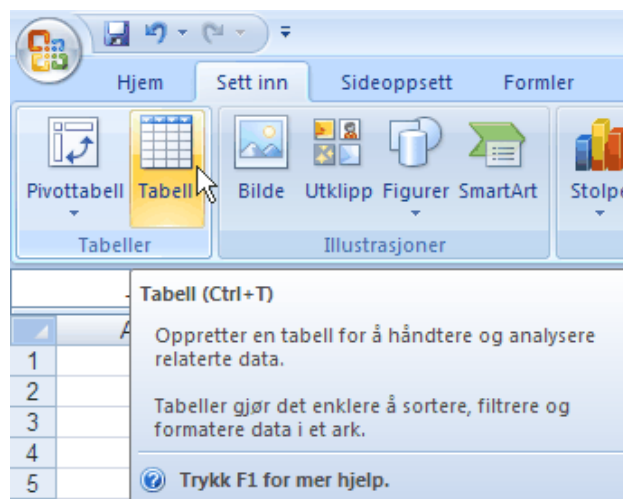 Hjem Sett inn Sideoppsett Formler
Pivottabell Tabell Bilde Utklipp Figurer SmartArt
Tabeller Illustrasjoner
Tabell (Ctrl+T)
A
1
Oppretter en tabell for å håndtere og analysere
relaterte data.
2
3
Tabeller gjør det enklere å sortere, filtrere og
formatere data i et ark.
4
5
Trykk F1 for mer hjelp.